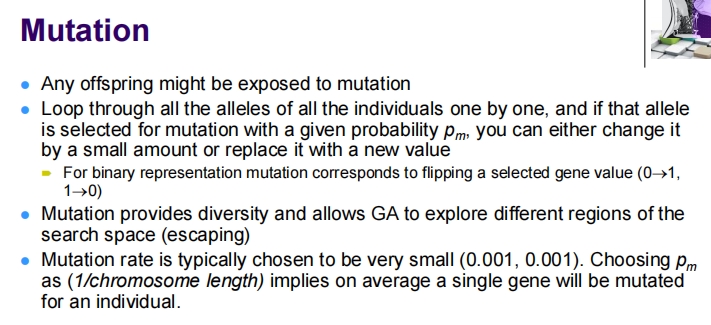 Mutation
Any offspring might be exposed to mutation
Loop through all the alleles of all the individuals one by one, and if that allele
is selected for mutation with a given probability pm, you can either change it
by a small amount or replace it with a new value
For binary representation mutation corresponds to flipping a selected gene value (0→1,
1→0)
Mutation provides diversity and allows GA to explore different regions of the
search space (escaping)
Mutation rate is typically chosen to be very small (0.001, 0.001). Choosing pm
as (1/chromosome length) implies on average a single gene will be mutated
for an individual.